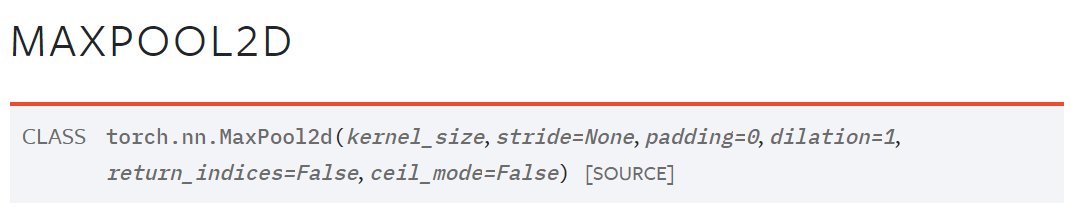 MAXPOOL2D
CLASS torch.nn.MaxPool2d(kernel_size, stride=None, padding=0, dilation=1,
return_indices=False, ceil_mode=False) [SOURCE]